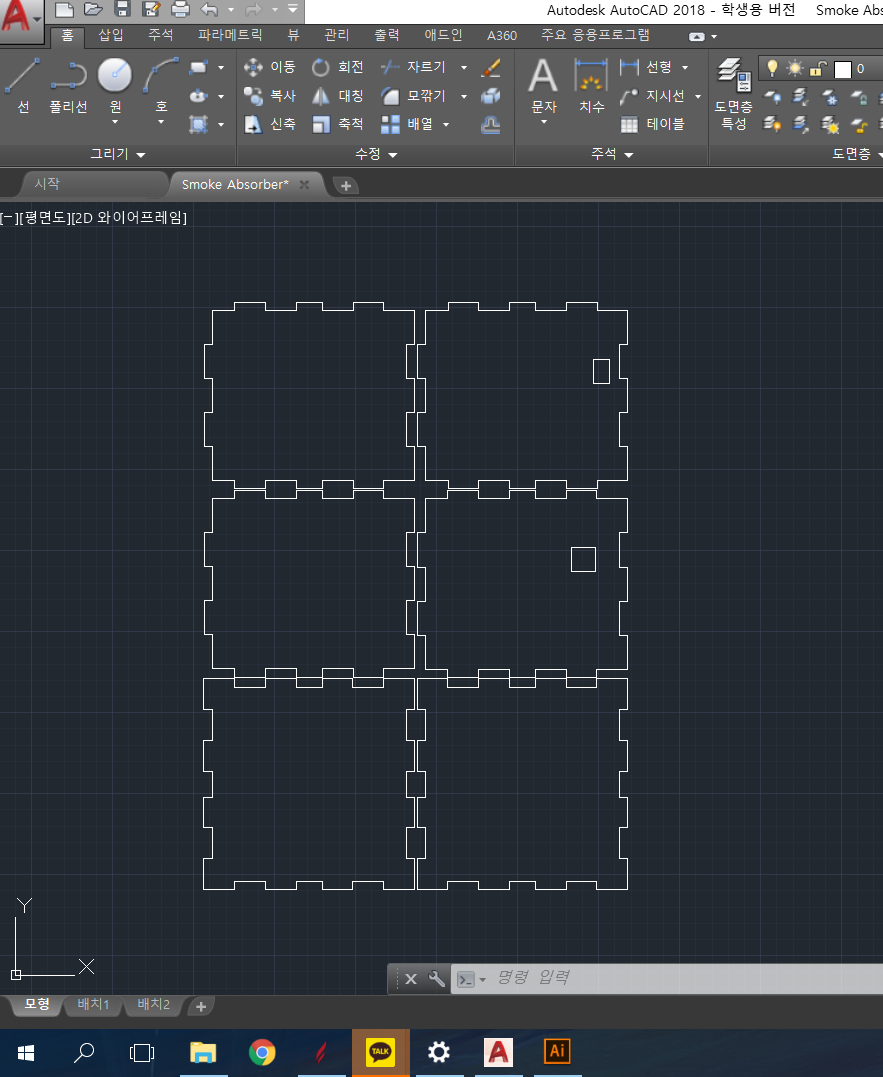 Autodesk AutoCAD 2018 - 학생용 버전 Smoke Abs
홈 삽입 주석 파라메트릭 뷰 관리 출력 애드인 A360 주요 응용프로그램
이동 회전 자르기 선형
선 폴리선 원 호 복사 대칭 모깎기 문자 치수 지시선 도면층 특성
신축 축척 배열 테이블
0
그리기 수정 주석 도면층
시작 Smoke Absorber*
[-][평면도][2D 와이어프레임]
Y
X
명령 입력
모형 배치1 배치2
TALK A Ai